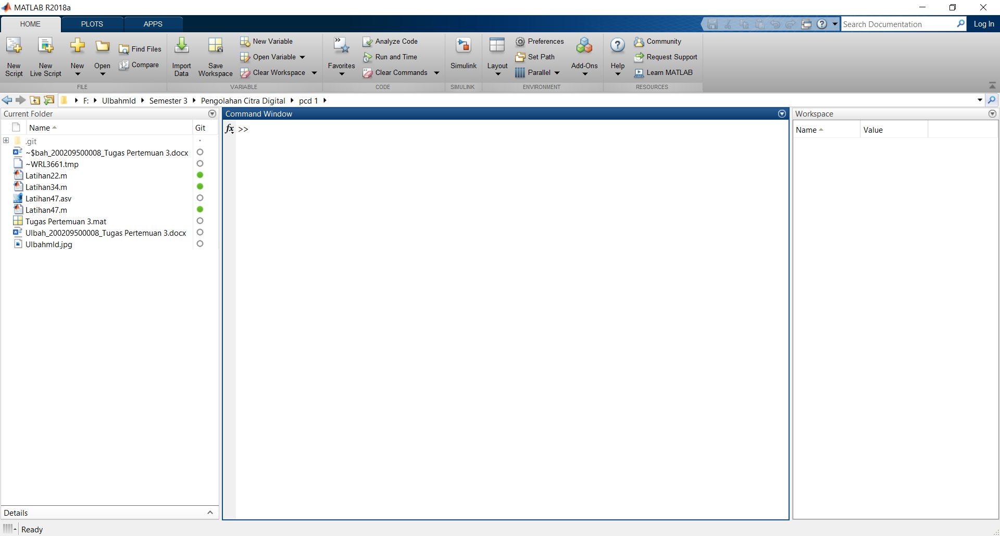 MATLAB R2018a
HOME PLOTS APPS Search Documentation Log In
New Script
New Live Script
New
Open
Find Files
Compare
Import Data
Save Workspace
New Variable
Open Variable
Clear Workspace
Favorites
Analyze Code
Run and Time
Clear Commands
Simulink
Layout
Preferences
Set Path
Parallel
Add-Ons
Help
Community
Request Support
Learn MATLAB
FILE VARIABLE CODE SIMULINK ENVIRONMENT RESOURCES
F: Ulbahmld Semester 3 Pengolahan Citra Digital pcd 1
Current Folder
Name Git
.git
~$bah_200209500008_Tugas Pertemuan 3.docx
~WRL3661.tmp
Latihan22.m
Latihan34.m
Latihan47.asv
Latihan47.m
Tugas Pertemuan 3.mat
Ulbah_200209500008_Tugas Pertemuan 3.docx
Ulbahmld.jpg
Details
Command Window
fx >>
Workspace
Name Value
Ready